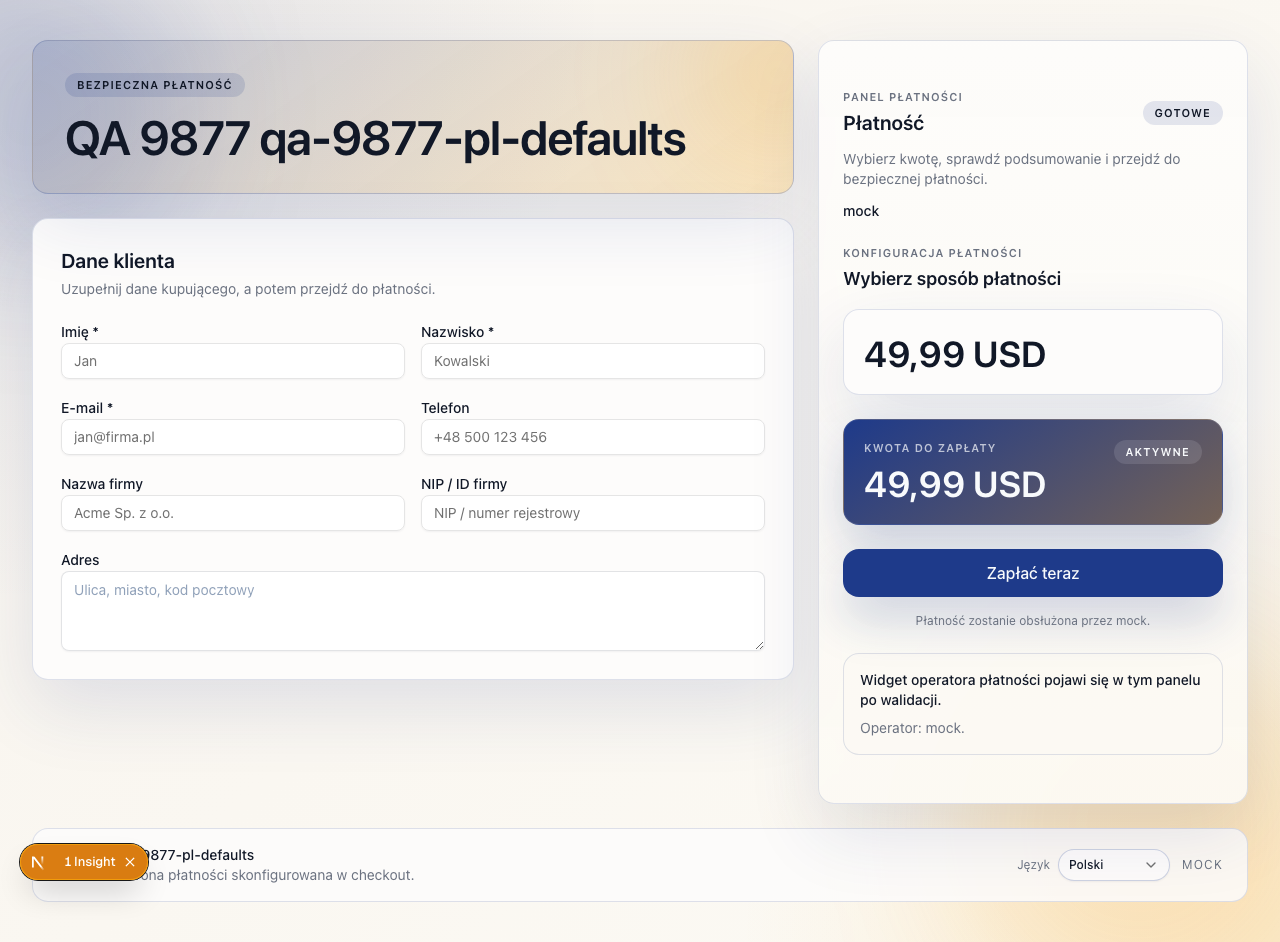 BEZPIECZNA PŁATNOŚĆ
QA 9877 qa-9877-pl-defaults
Dane klienta
Uzupełnij dane kupującego, a potem przejdź do płatności.
Imię *
Jan
Nazwisko *
Kowalski
E-mail *
jan@firma.pl
Telefon
+48 500 123 456
Nazwa firmy
Acme Sp. z o.o.
NIP / ID firmy
NIP / numer rejestrowy
Adres
Ulica, miasto, kod pocztowy
PANEL PŁATNOŚCI
Płatność
GOTOWE
Wybierz kwotę, sprawdź podsumowanie i przejdź do
bezpiecznej płatności.
mock
KONFIGURACJA PŁATNOŚCI
Wybierz sposób płatności
49,99 USD
KWOTA DO ZAPŁATY
AKTYWNE
49,99 USD
Zapłać teraz
Płatność zostanie obsłużona przez mock.
Widget operatora płatności pojawi się w tym panelu
po walidacji.
Operator: mock.
9877-pl-defaults
płatności skonfigurowana w checkout.
Język
Polski
MOCK
N
1 Insight